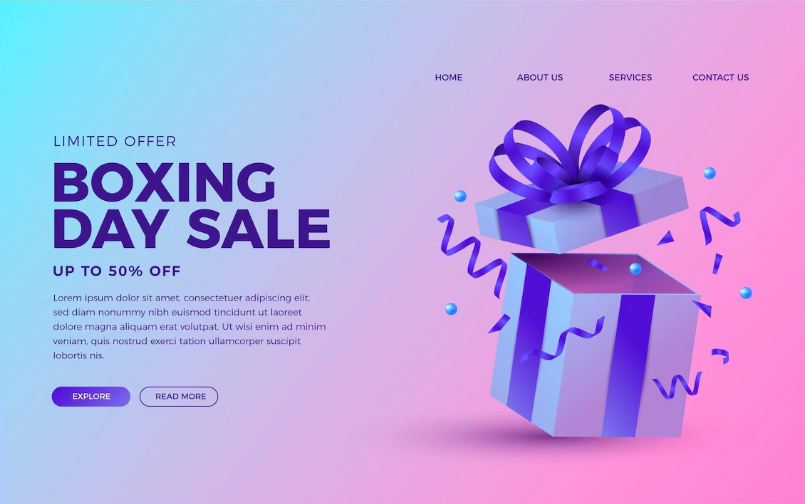 HOME ABOUT US SERVICES CONTACT US
LIMITED OFFER
BOXING
DAY SALE
UP TO 50% OFF
Lorem ipsum dolor sit amet, consectetuer adipiscing elit,
sed diam nonummy nibh euismod tincidunt ut laoreet
dolore magna aliquam erat volutpat. Ut wisi enim ad minim
veniam, quis nostrud exerci tation ullamcorper suscipit
lobortis nis.
EXPLORE READ MORE